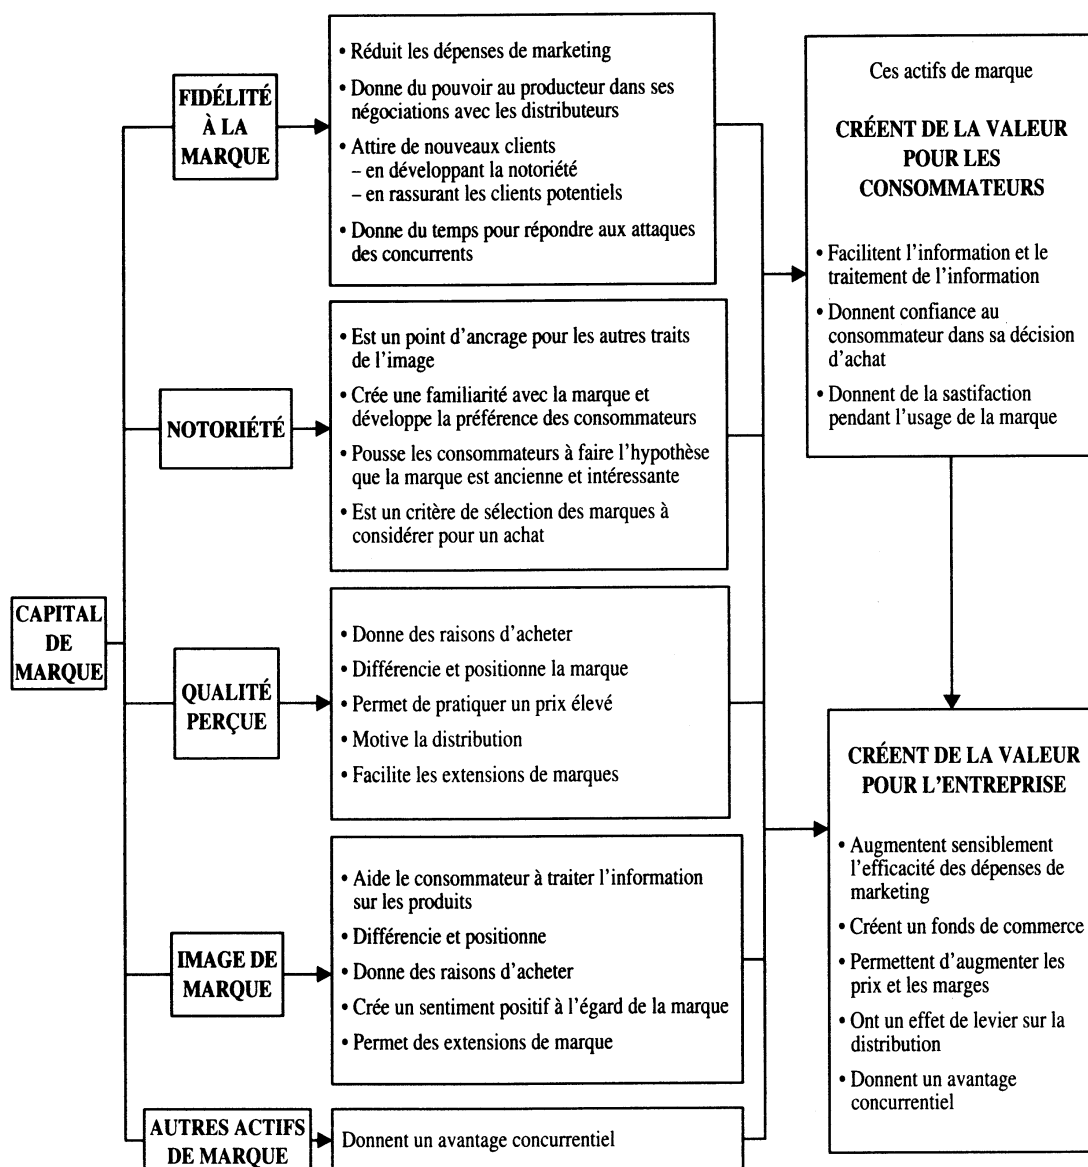 CAPITAL
DE
MARQUE
FIDÉLITÉ
À LA
MARQUE
• Réduit les dépenses de marketing
• Donne du pouvoir au producteur dans ses
négociations avec les distributeurs
• Attire de nouveaux clients
– en développant la notoriété
– en rassurant les clients potentiels
• Donne du temps pour répondre aux attaques
des concurrents
NOTORIÉTÉ
• Est un point d'ancrage pour les autres traits
de l'image
• Crée une familiarité avec la marque et
développe la préférence des consommateurs
• Pousse les consommateurs à faire l'hypothèse
que la marque est ancienne et intéressante
• Est un critère de sélection des marques à
considérer pour un achat
QUALITÉ
PERÇUE
• Donne des raisons d'acheter
• Différencie et positionne la marque
• Permet de pratiquer un prix élevé
• Motive la distribution
• Facilite les extensions de marques
IMAGE DE
MARQUE
• Aide le consommateur à traiter l'information
sur les produits
• Différencie et positionne
• Donne des raisons d'acheter
• Crée un sentiment positif à l'égard de la marque
• Permet des extensions de marque
AUTRES ACTIFS
DE MARQUE
Donnent un avantage concurrentiel
Ces actifs de marque
CRÉENT DE LA VALEUR
POUR LES
CONSOMMATEURS
• Facilitent l'information et le
traitement de l'information
• Donnent confiance au
consommateur dans sa décision
d'achat
• Donnent de la sastifaction
pendant l'usage de la marque
CRÉENT DE LA VALEUR
POUR L'ENTREPRISE
• Augmentent sensiblement
l'efficacité des dépenses de
marketing
• Créent un fonds de commerce
• Permettent d'augmenter les
prix et les marges
• Ont un effet de levier sur la
distribution
• Donnent un avantage
concurrentiel